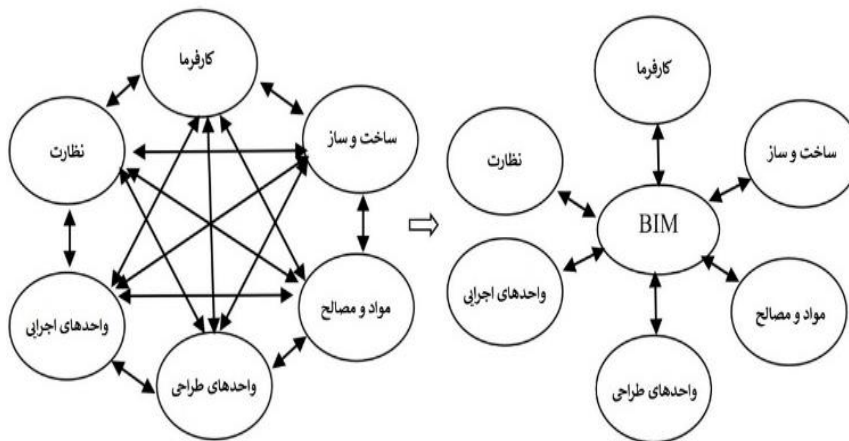 کارفرما
نظارت
ساخت و ساز
واحدهای اجرایی
مواد و مصالح
واحدهای طراحی
کارفرما
نظارت
ساخت و ساز
BIM
واحدهای اجرایی
مواد و مصالح
واحدهای طراحی